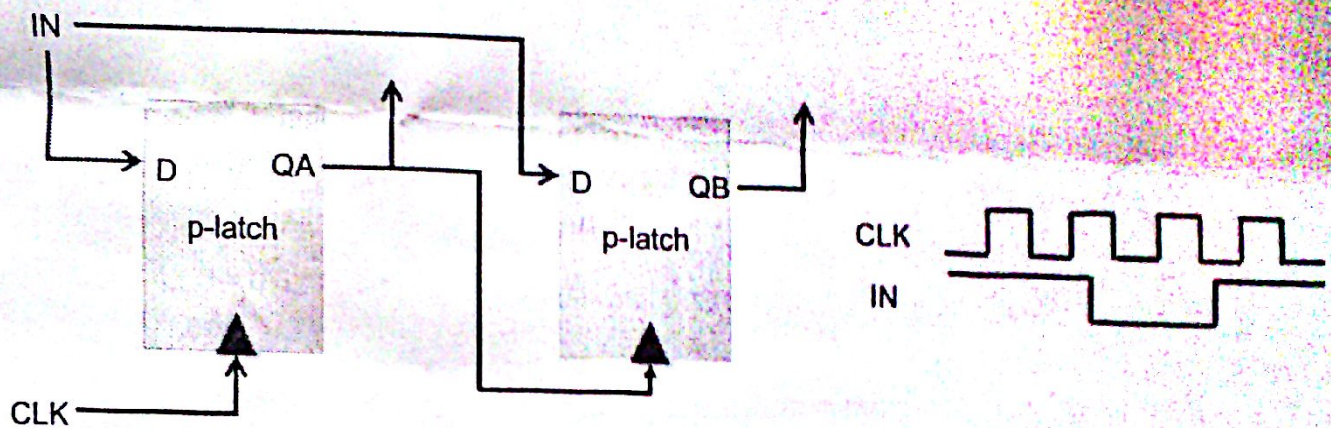 IN
D QA
p-latch
CLK
D QB
p-latch
CLK
IN